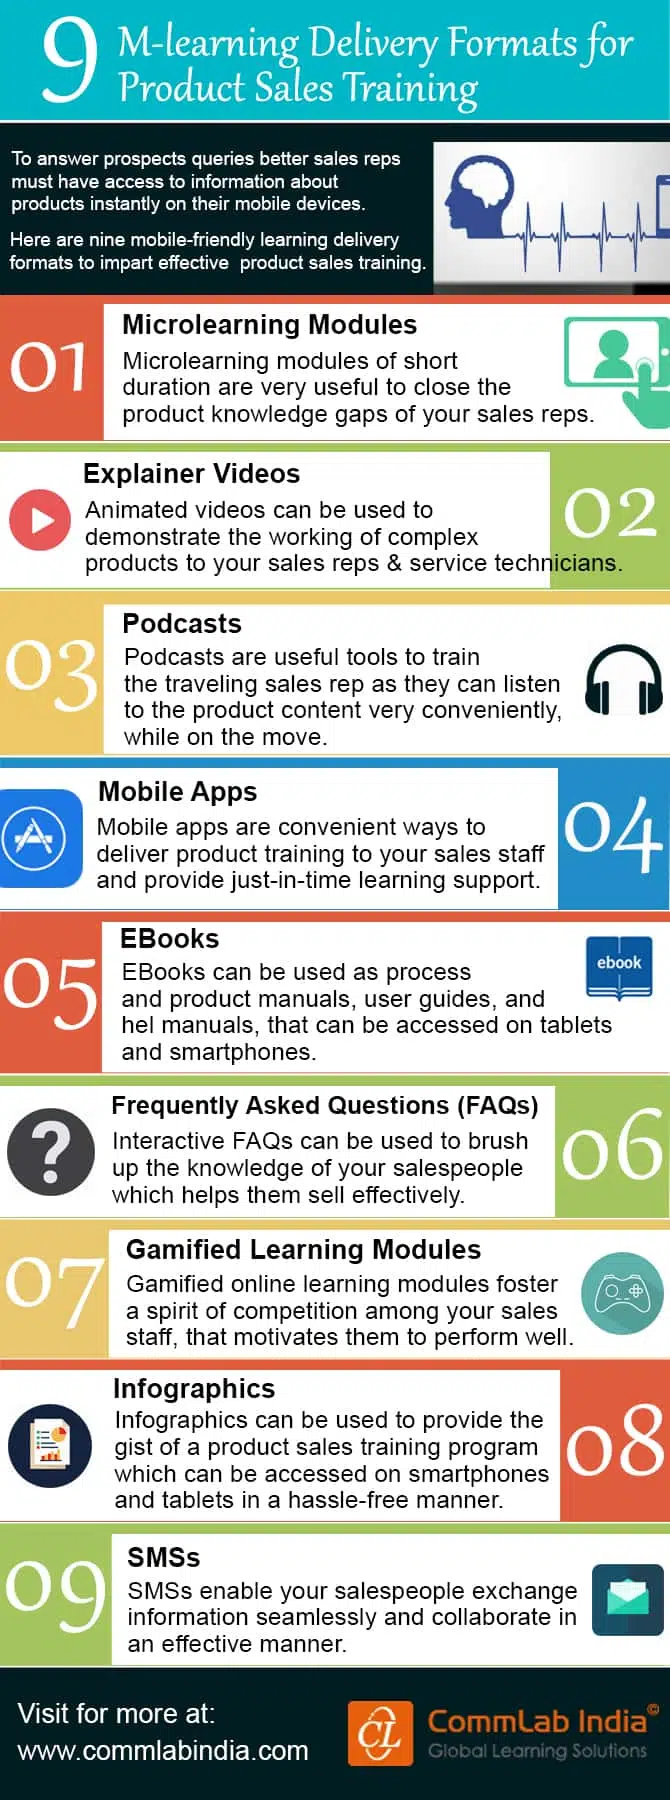 9 M-learning Delivery Formats for
Product Sales Training
To answer prospects queries better sales reps
must have access to information about
products instantly on their mobile devices.
Here are nine mobile-friendly learning delivery
formats to impart effective product sales training.
01
Microlearning Modules
Microlearning modules of short
duration are very useful to close the
product knowledge gaps of your sales reps.
Explainer Videos
02
Animated videos can be used to
demonstrate the working of complex
products to your sales reps & service technicians.
03
Podcasts
Podcasts are useful tools to train
the traveling sales rep as they can listen
to the product content very conveniently,
while on the move.
Mobile Apps
04
Mobile apps are convenient ways to
deliver product training to your sales staff
and provide just-in-time learning support.
05
EBooks
ebook
EBooks can be used as process
and product manuals, user guides, and
hel manuals, that can be accessed on tablets
and smartphones.
Frequently Asked Questions (FAQs)
06
?
Interactive FAQs can be used to brush
up the knowledge of your salespeople
which helps them sell effectively.
07
Gamified Learning Modules
Gamified online learning modules foster
a spirit of competition among your sales
staff, that motivates them to perform well.
Infographics
08
Infographics can be used to provide the
gist of a product sales training program
which can be accessed on smartphones
and tablets in a hassle-free manner.
09
SMSs
SMSs enable your salespeople exchange
information seamlessly and collaborate in
an effective manner.
Visit for more at:
www.commlabindia.com
CL
CommLab India©
Global Learning Solutions